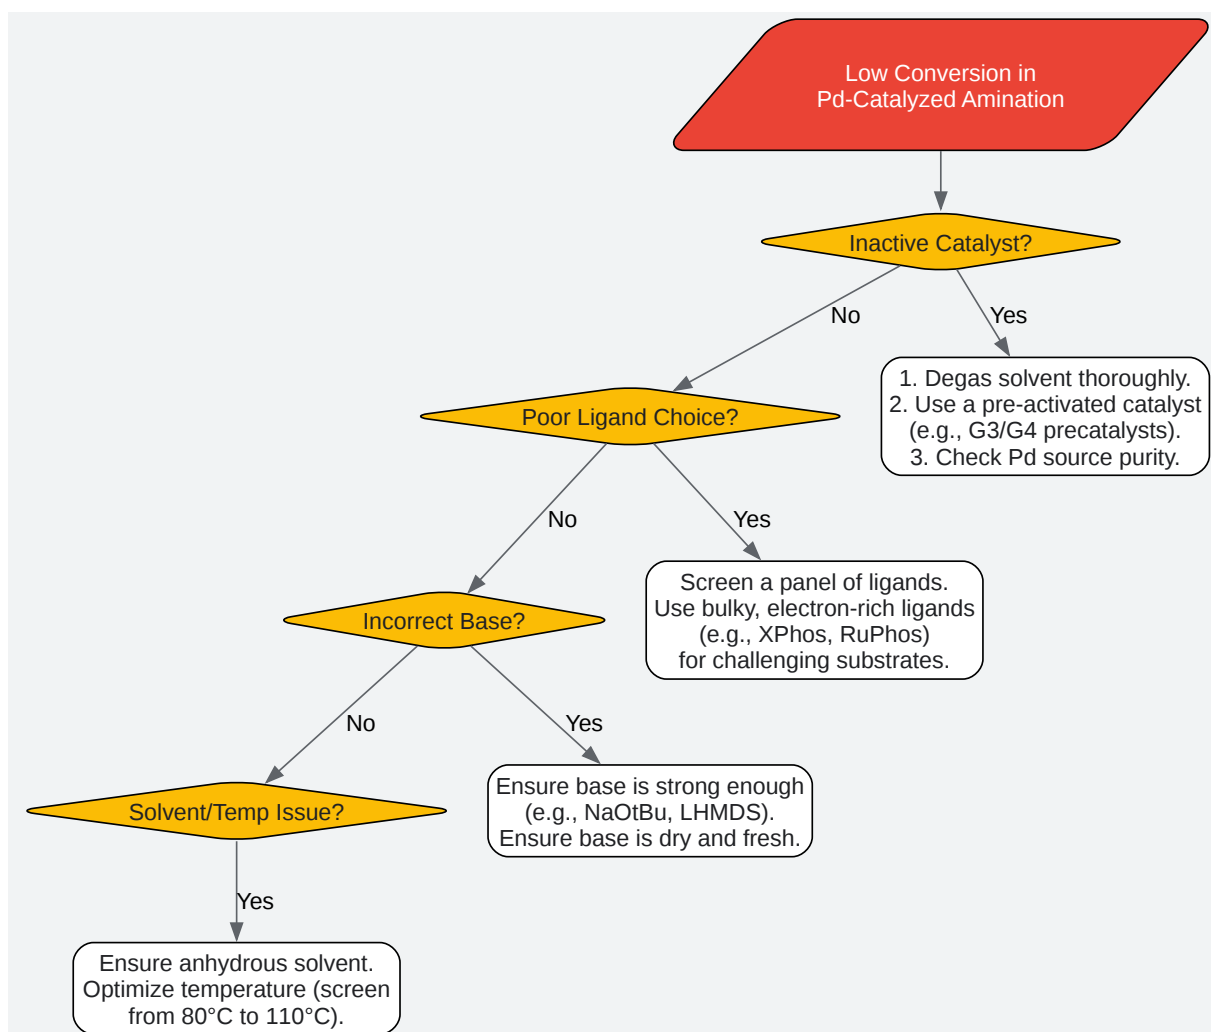 Low Conversion in
Pd-Catalyzed Amination
Inactive Catalyst?
No
Yes
1. Degas solvent thoroughly.
2. Use a pre-activated catalyst
(e.g., G3/G4 precatalysts).
3. Check Pd source purity.
Poor Ligand Choice?
No
Yes
Screen a panel of ligands.
Use bulky, electron-rich ligands
(e.g., XPhos, RuPhos)
for challenging substrates.
Incorrect Base?
No
Yes
Ensure base is strong enough
(e.g., NaOtBu, LHMDS).
Ensure base is dry and fresh.
Solvent/Temp Issue?
Yes
Ensure anhydrous solvent.
Optimize temperature (screen
from 80°C to 110°C).